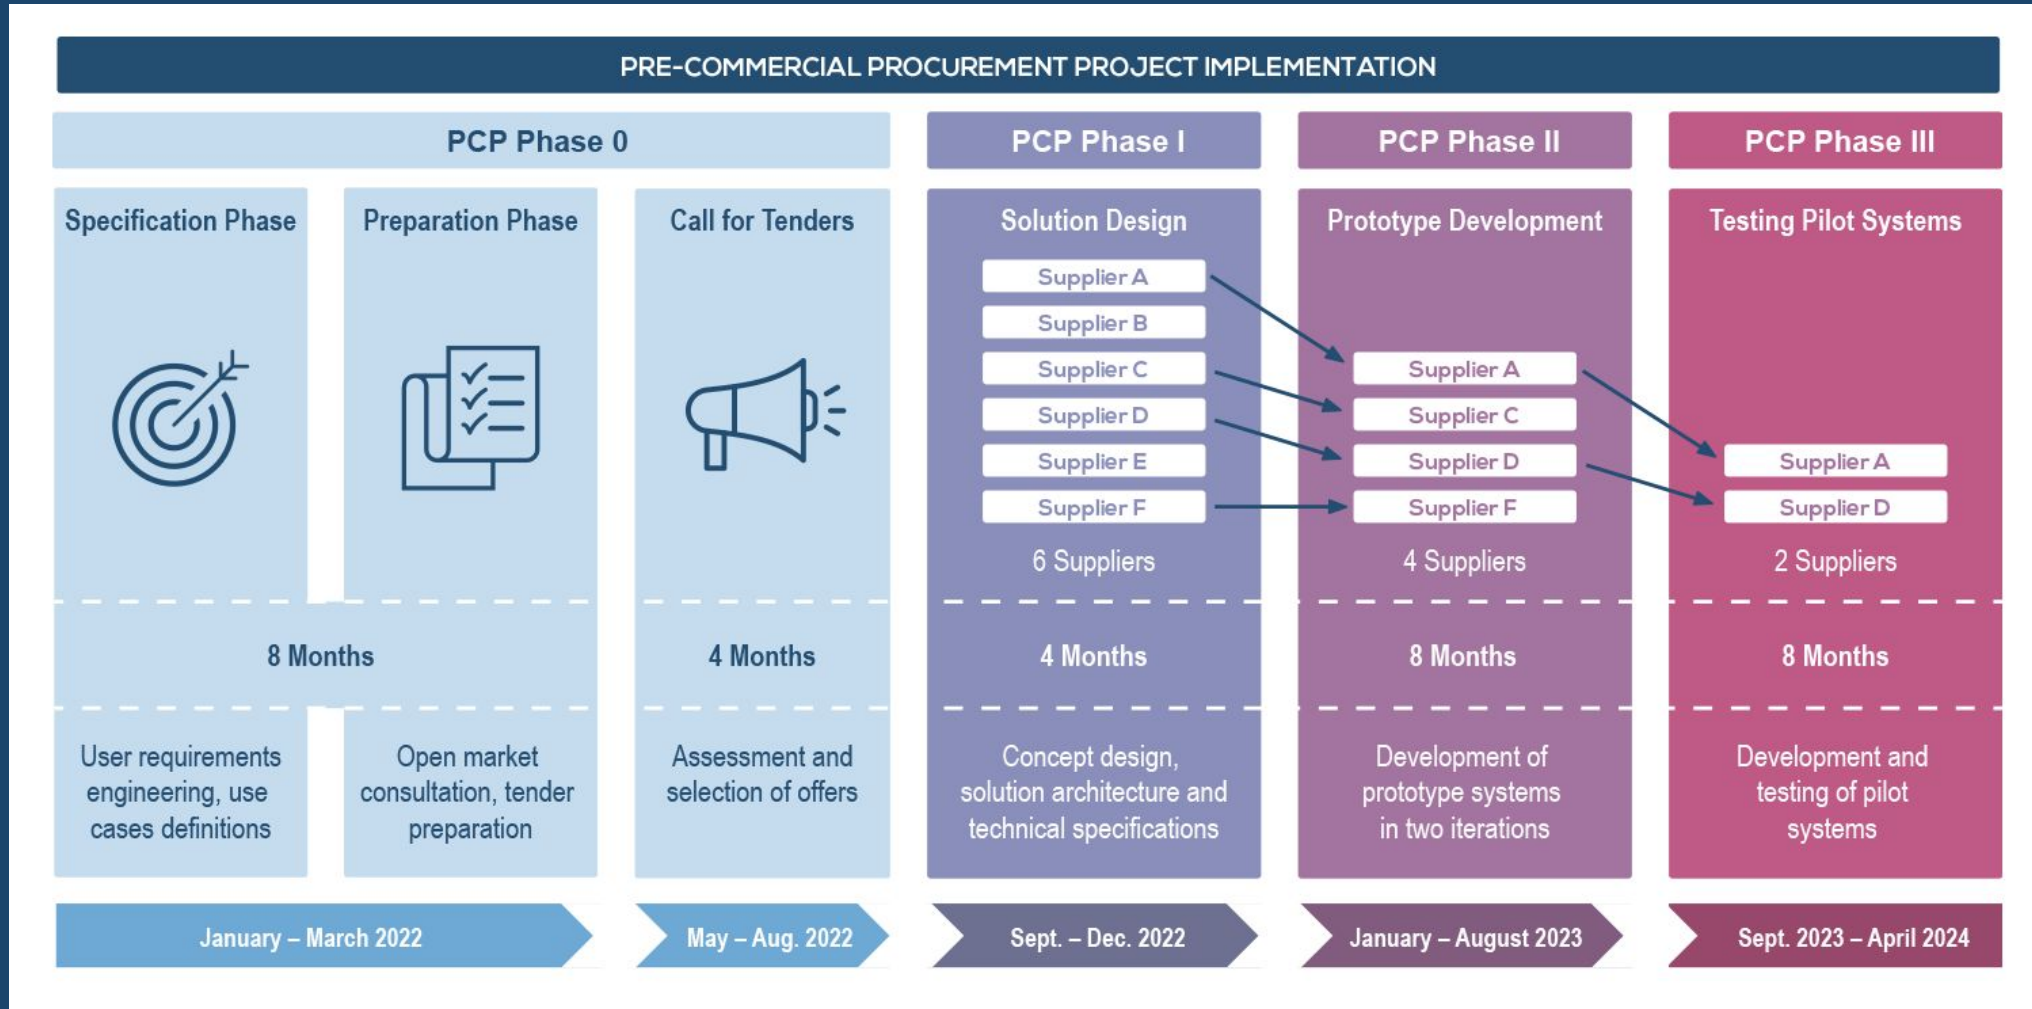 PRE-COMMERCIAL PROCUREMENT PROJECT IMPLEMENTATION
PCP Phase 0
PCP Phase I
PCP Phase II
PCP Phase III
Specification Phase
Preparation Phase
Call for Tenders
Solution Design
Supplier A
Supplier B
Supplier C
Supplier D
Supplier E
Supplier F
6 Suppliers
Prototype Development
Supplier A
Supplier C
Supplier D
Supplier F
4 Suppliers
Testing Pilot Systems
Supplier A
Supplier D
2 Suppliers
8 Months
4 Months
4 Months
8 Months
8 Months
User requirements
engineering, use
cases definitions
Open market
consultation, tender
preparation
Assessment and
selection of offers
Concept design,
solution architecture and
technical specifications
Development of
prototype systems
in two iterations
Development and
testing of pilot
systems
January – March 2022
May – Aug. 2022
Sept. – Dec. 2022
January – August 2023
Sept. 2023 – April 2024